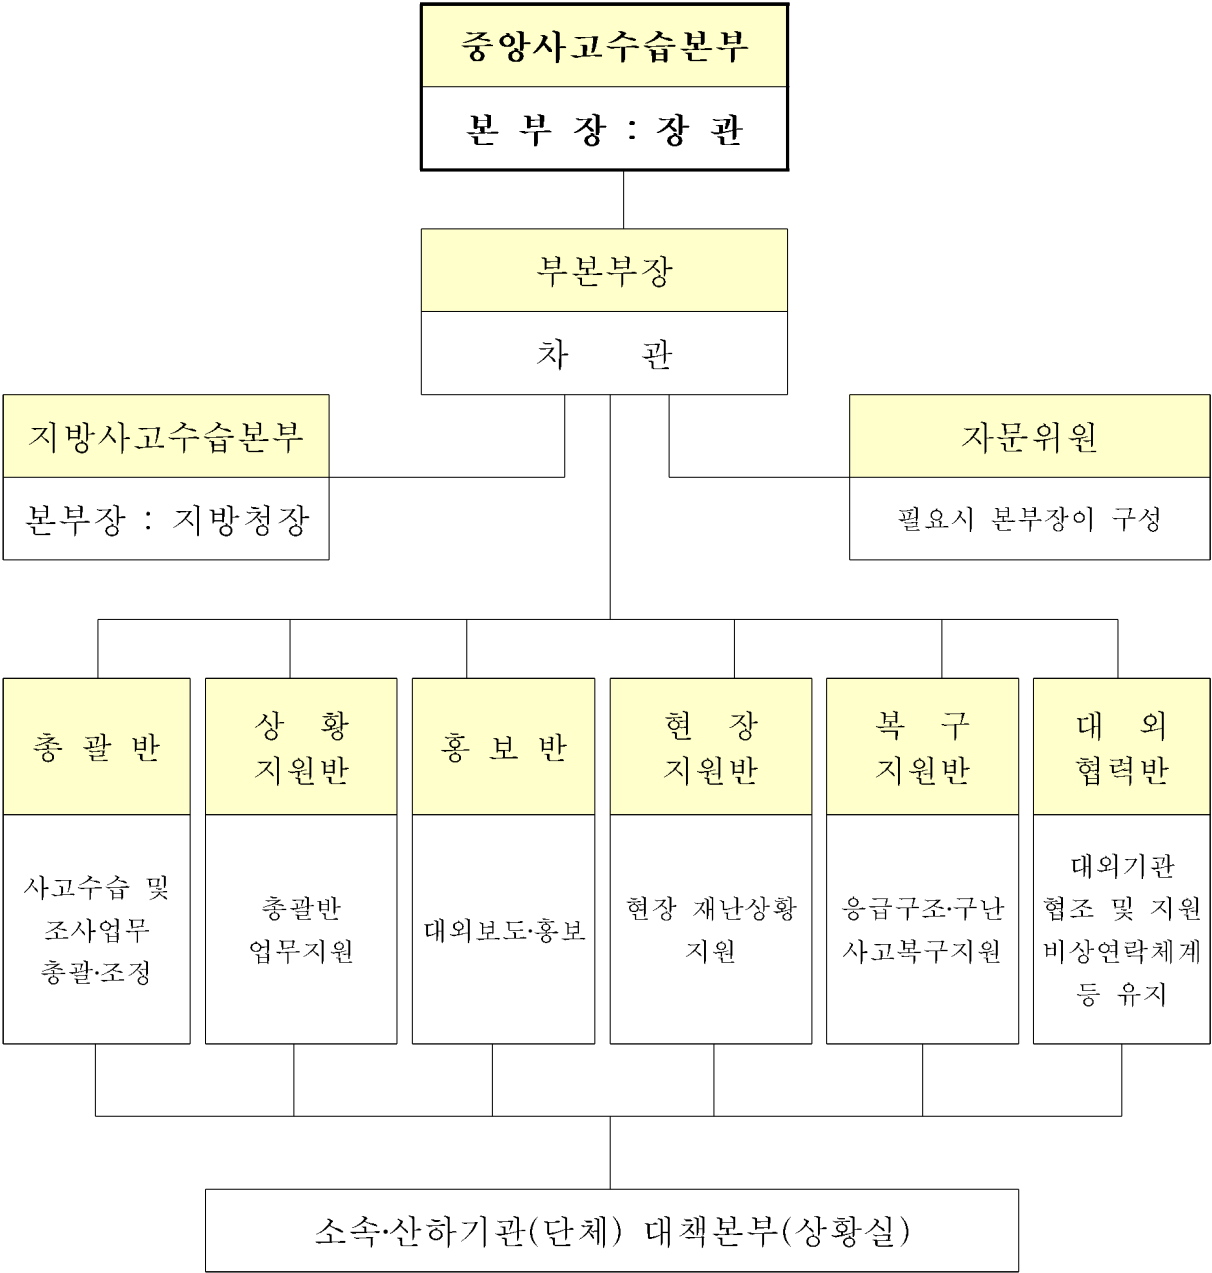 중앙사고수습본부
본 부 장 : 장 관
부본부장
차 관
지방사고수습본부
본부장 : 지방청장
자문위원
필요시 본부장이 구성
총 괄 반
사고수습 및
조사업무
총괄·조정
상 황
지원반
총괄반
업무지원
홍 보 반
대외보도·홍보
현 장
지원반
현장 재난상황
지원
복 구
지원반
응급구조·구난
사고복구지원
대 외
협력반
대외기관
협조 및 지원
비상연락체계
등 유지
소속·산하기관(단체) 대책본부(상황실)